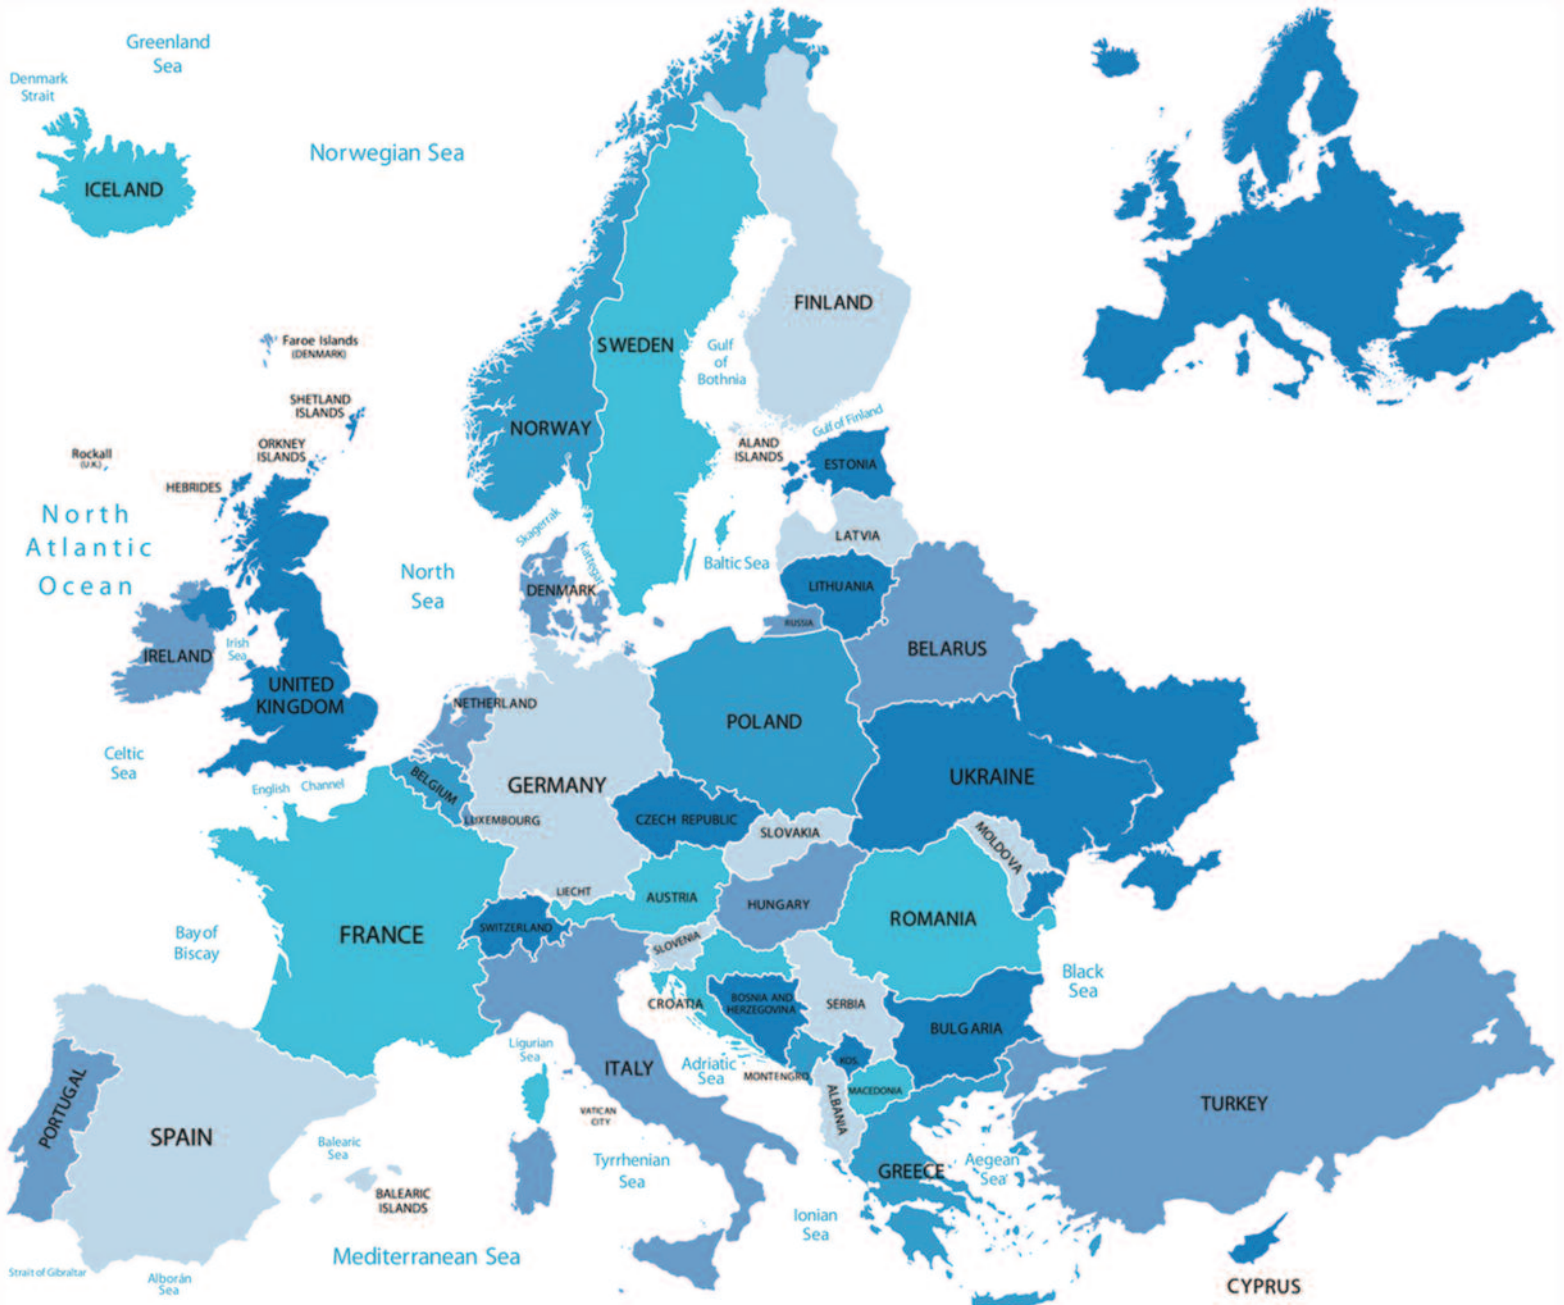 Greenland
Sea
Denmark
Strait
ICELAND
Norwegian Sea
FINLAND
SWEDEN
Gulf
of
Bothnia
Faroe Islands
(DENMARK)
SHETLAND
ISLANDS
NORWAY
Gulf of Finland
ALAND
ISLANDS
ESTONIA
ORKNEY
ISLANDS
Rockall
(U.K.)
HEBRIDES
North
Atlantic
Ocean
North
Sea
Skagerrak
Kattegat
Baltic Sea
LATVIA
LITHUANIA
DENMARK
RUSSIA
BELARUS
Irish
Sea
IRELAND
UNITED
KINGDOM
NETHERLAND
POLAND
Celtic
Sea
English Channel
BELGIUM
GERMANY
UKRAINE
LUXEMBOURG
CZECH REPUBLIC
SLOVAKIA
MOLDOVA
LIECHT
AUSTRIA
HUNGARY
ROMANIA
FRANCE
SWITZERLAND
Bay of
Biscay
SLOVENIA
CROATIA
BOSNIA AND
HERZEGOVINA
SERBIA
Black
Sea
BULGARIA
Ligurian
Sea
ITALY
Adriatic
Sea
MONTENGRO
KOS.
MACEDONIA
ALBANIA
PORTUGAL
SPAIN
VATICAN
CITY
TURKEY
Balearic
Sea
BALEARIC
ISLANDS
Tyrrhenian
Sea
GREECE
Aegean
Sea
Ionian
Sea
Mediterranean Sea
Strait of Gibraltar
Alborán
Sea
CYPRUS